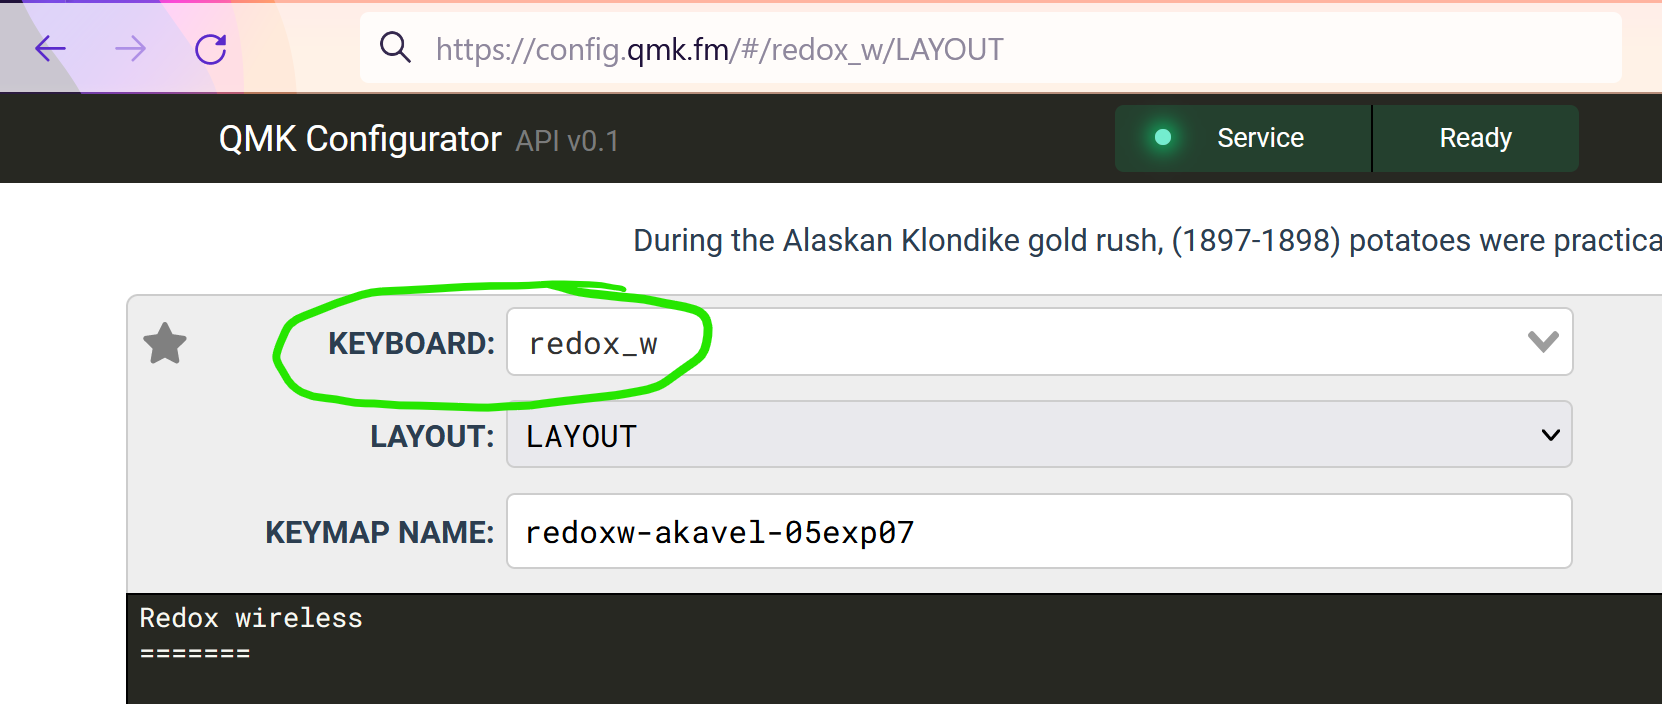 https://config.qmk.fm/#/redox_w/LAYOUT
QMK Configurator API v0.1 Service Ready
During the Alaskan Klondike gold rush, (1897-1898) potatoes were practica
KEYBOARD: redox_w
LAYOUT: LAYOUT
KEYMAP NAME: redoxw-akavel-05exp07
Redox wireless
=======